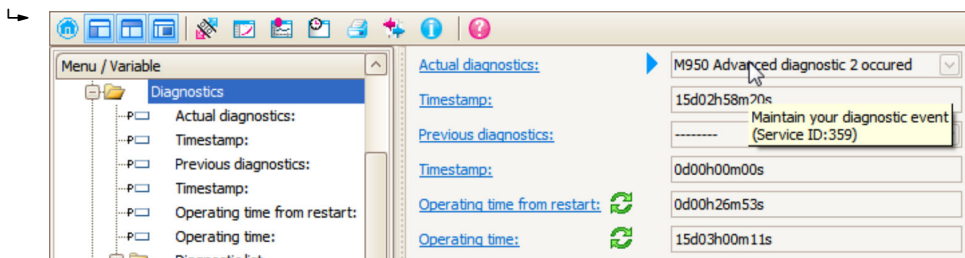 Menu / Variable
Diagnostics
Actual diagnostics:
Timestamp:
Previous diagnostics:
Timestamp:
Operating time from restart:
Operating time:
Actual diagnostics:
M950 Advanced diagnostic 2 occured
Timestamp:
15d02h58m20s
Maintain your diagnostic event
(Service ID:359)
Previous diagnostics:
--------
Timestamp:
0d00h00m00s
Operating time from restart:
0d00h26m53s
Operating time:
15d03h00m11s